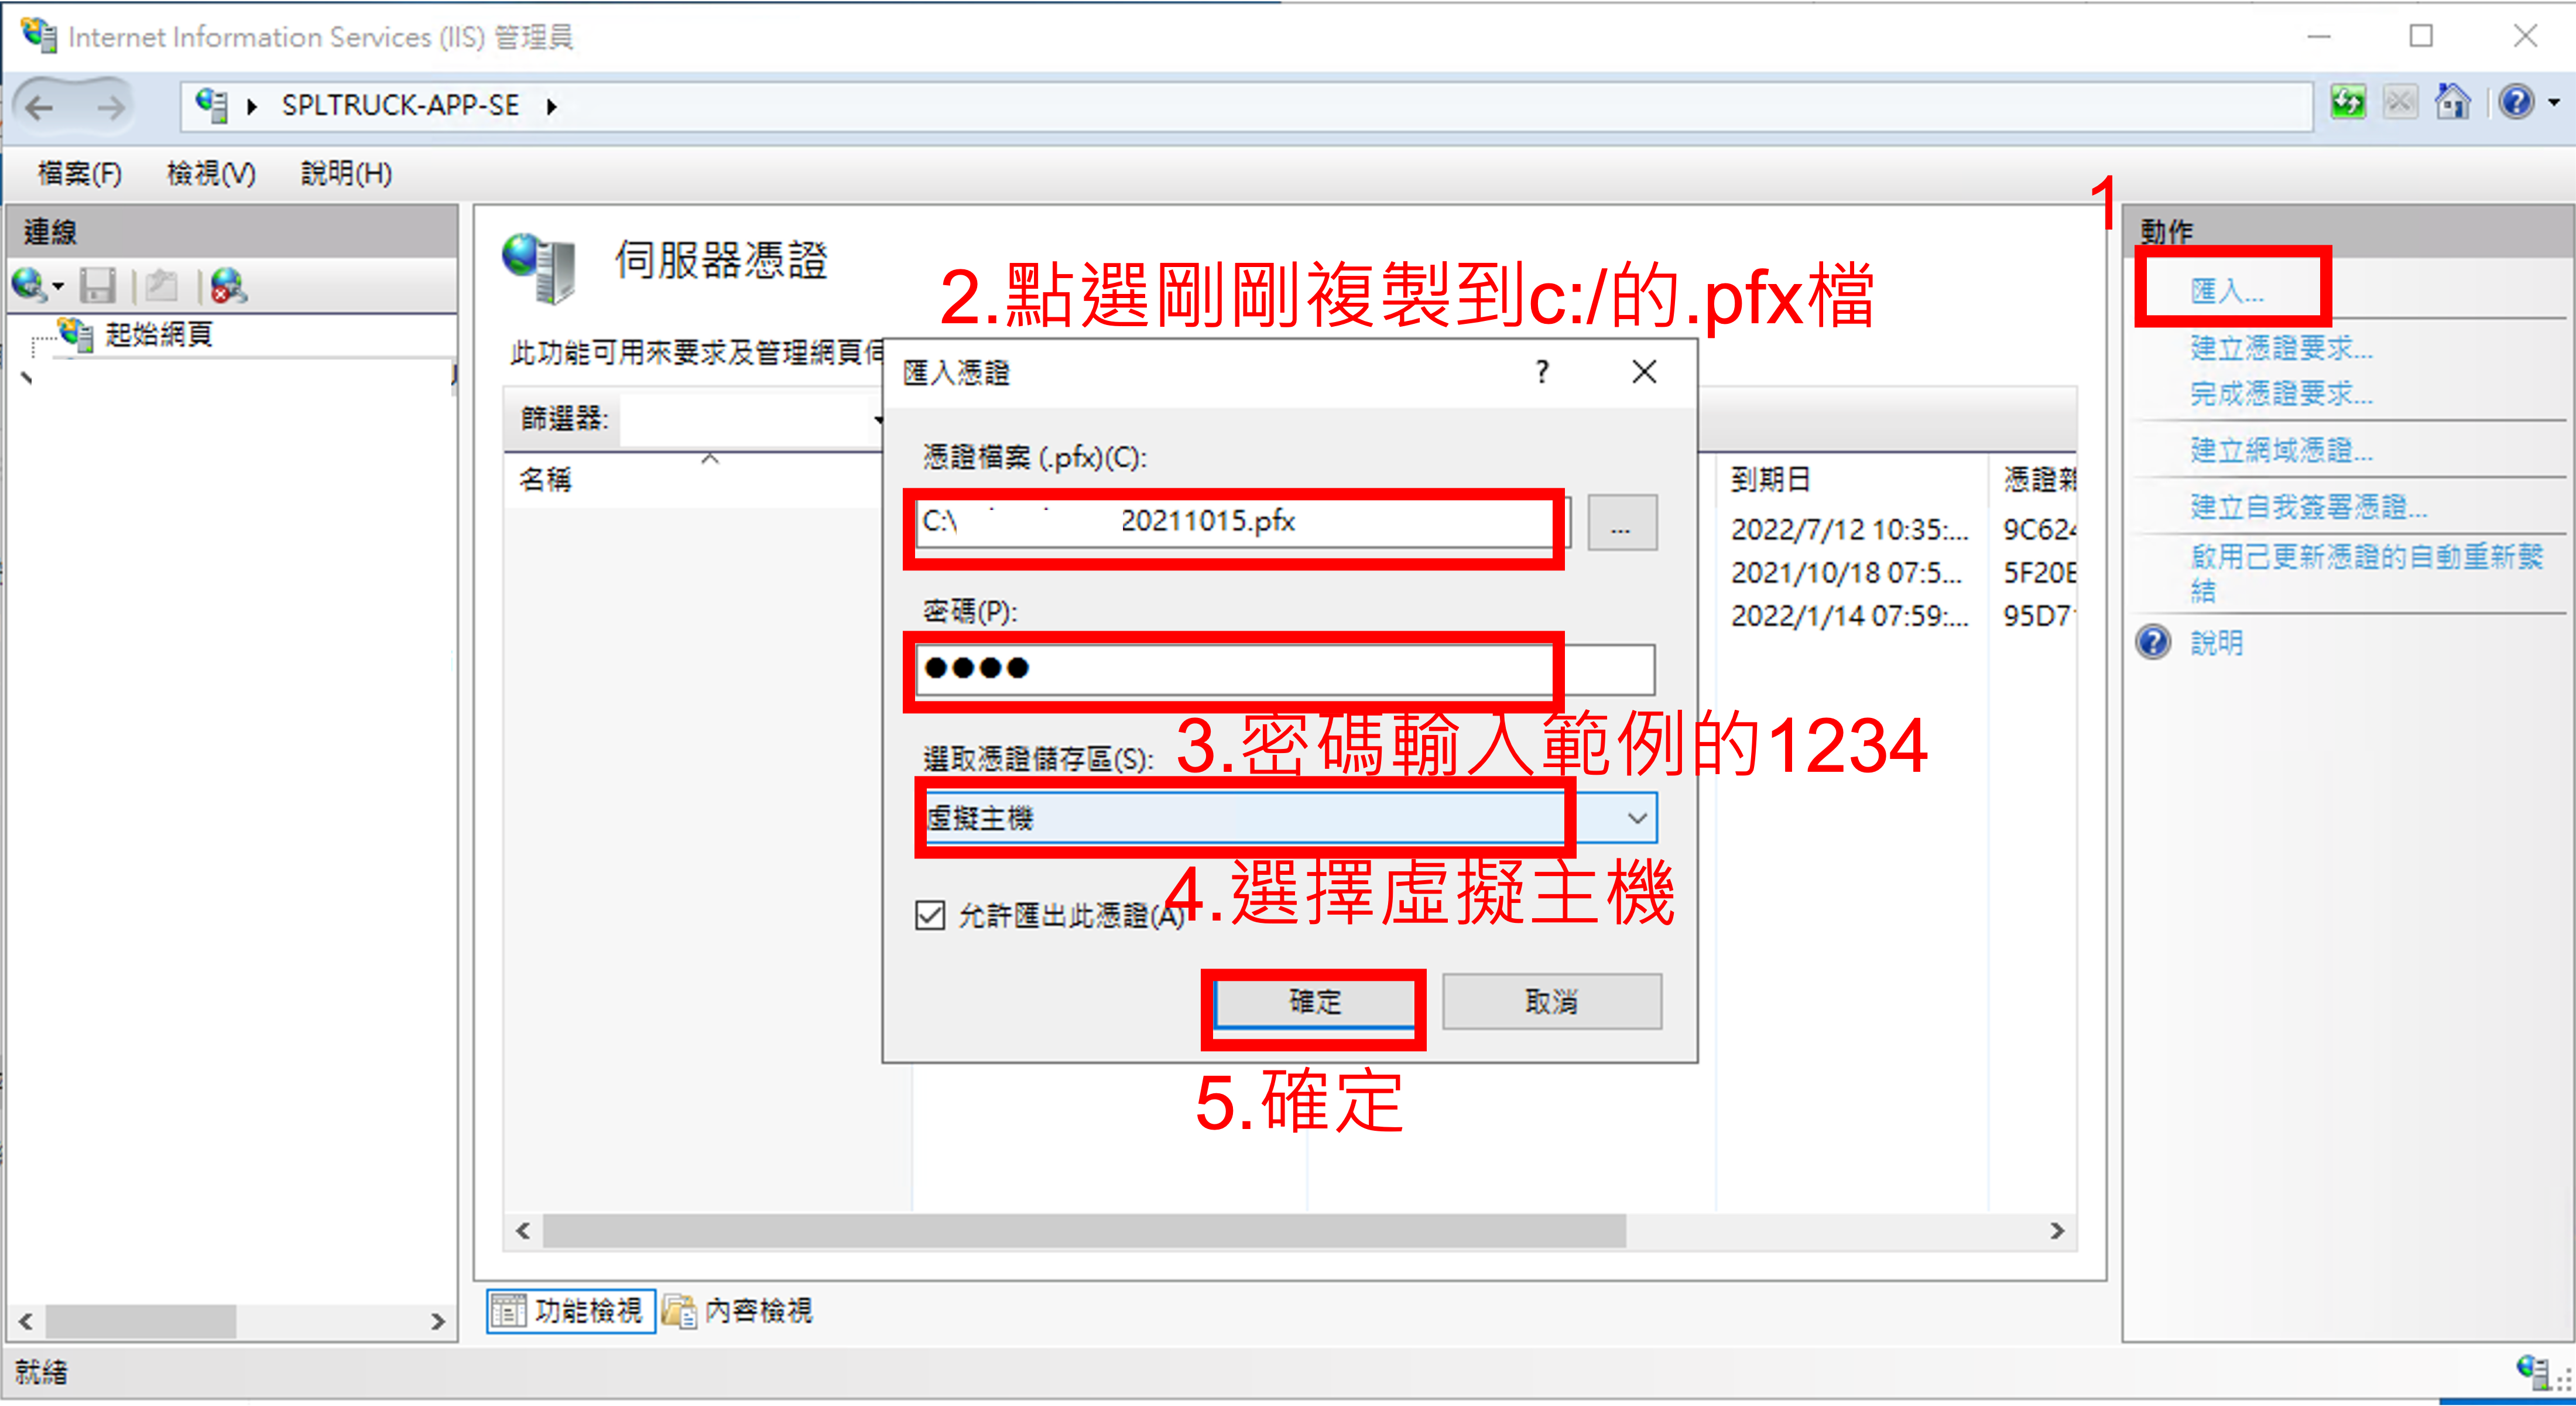 Internet Information Services (IIS) 管理員
SPLTRUCK-APP-SE
檔案(F) 檢視(V) 說明(H)
1
連線
起始網頁
伺服器憑證
2.點選剛剛複製到c:/的.pfx檔
此功能可用來要求及管理網頁伺
篩選器:
名稱
到期日 憑證雜
2022/7/12 10:35:... 9C624
2021/10/18 07:5... 5F20E
2022/1/14 07:59:... 95D7
匯入憑證
?
憑證檔案 (.pfx)(C):
C:\ 20211015.pfx
...
密碼(P):
●●●●
3.密碼輸入範例的1234
選取憑證儲存區(S):
虛擬主機
4.選擇虛擬主機
允許匯出此憑證(A)
確定 取消
5.確定
動作
匯入...
建立憑證要求...
完成憑證要求...
建立網域憑證...
建立自我簽署憑證...
啟用已更新憑證的自動重新繫
結
說明
功能檢視 內容檢視
就緒